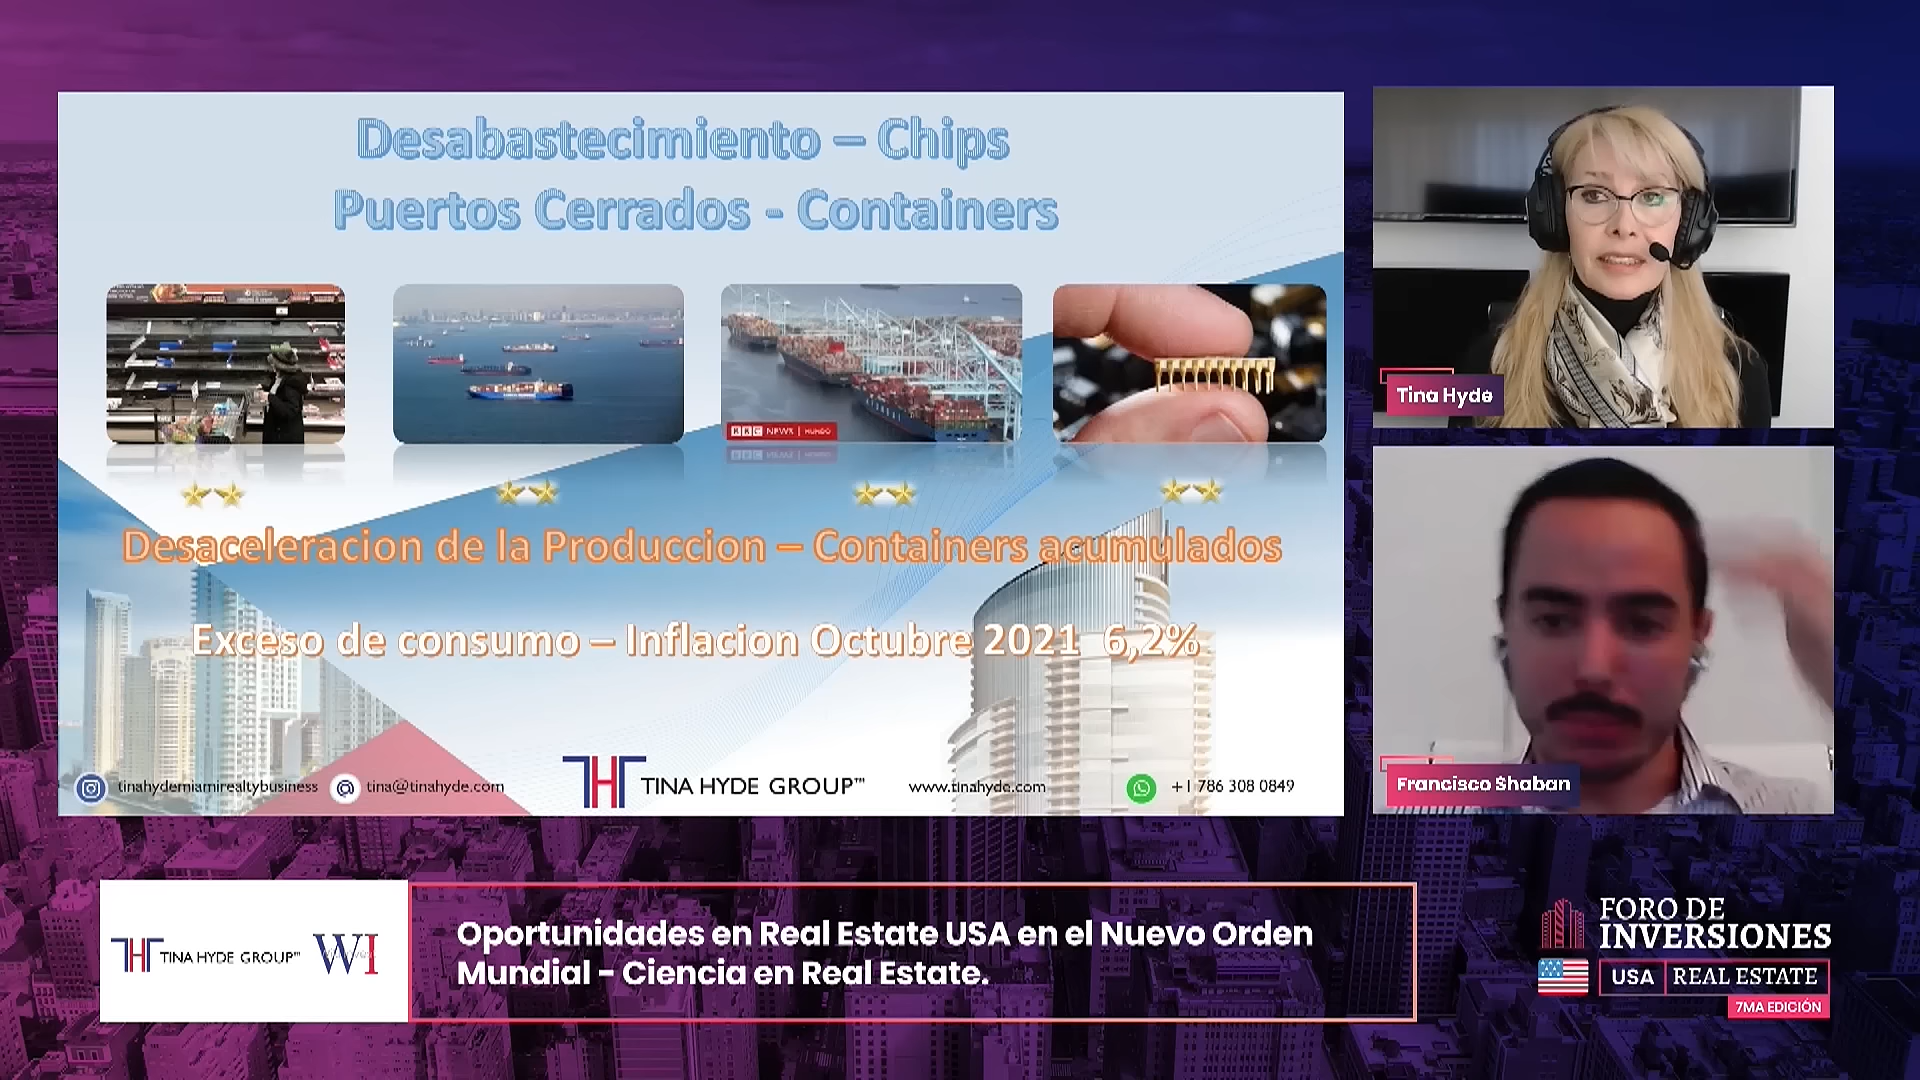 Desabastecimiento – Chips
Puertos Cerrados - Containers
BBC NEWS | MUNDO
Desaceleracion de la Produccion – Containers acumulados
Exceso de consumo – Inflacion Octubre 2021 6,2%
tinahydemiamirealtybusiness
tina@tinahyde.com
THT TINA HYDE GROUP™
www.tinahyde.com
+1 786 308 0849
Tina Hyde
Francisco Shaban
THT TINA HYDE GROUP™
WI
Oportunidades en Real Estate USA en el Nuevo Orden
Mundial - Ciencia en Real Estate.
FORO DE
INVERSIONES
USA REAL ESTATE
7MA EDICIÓN